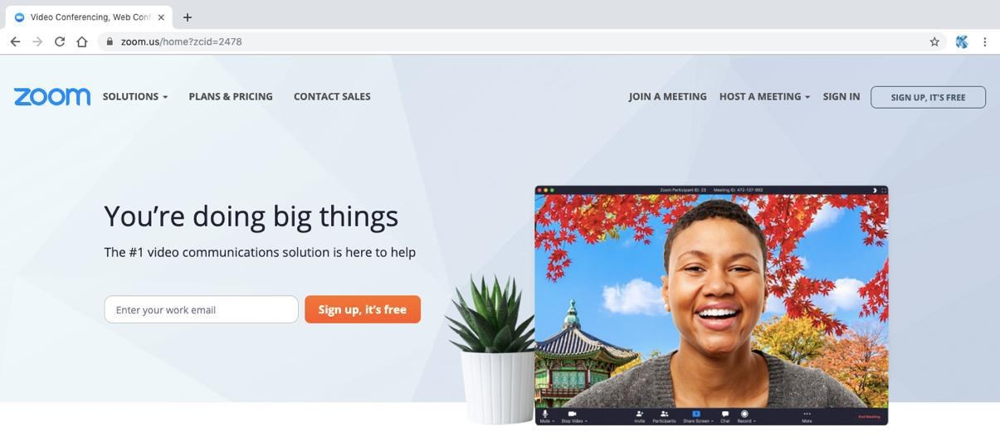 Video Conferencing, Web Conf
zoom.us/home?zcid=2478
zoom SOLUTIONS PLANS & PRICING CONTACT SALES JOIN A MEETING HOST A MEETING SIGN IN SIGN UP, IT'S FREE
You're doing big things
The #1 video communications solution is here to help
Enter your work email Sign up, it's free
Zoom Participant ID: 23 Meeting ID: 472-137-992
Mute Stop Video Invite Participants Share Screen Chat Record More End Meeting